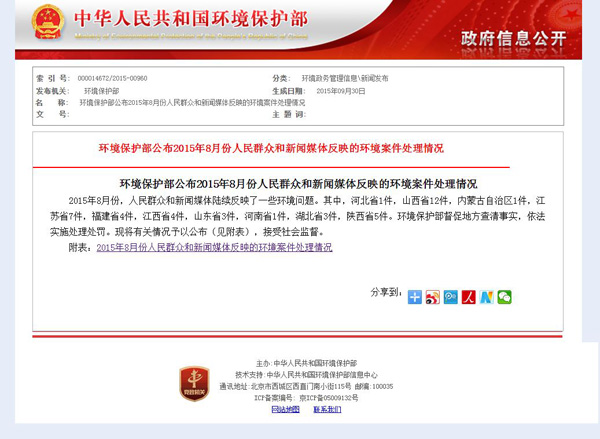 中华人民共和国环境保护部
Ministry of Environmental Protection of the People's Republic of China
政府信息公开
索 引 号: 000014672/2015-00960 分类: 环境政务管理信息\新闻发布
发布机关: 环境保护部 生成日期: 2015年09月30日
名 称: 环境保护部公布2015年8月份人民群众和新闻媒体反映的环境案件处理情况
文 号: 主 题 词:
环境保护部公布2015年8月份人民群众和新闻媒体反映的环境案件处理情况
环境保护部公布2015年8月份人民群众和新闻媒体反映的环境案件处理情况
2015年8月份，人民群众和新闻媒体陆续反映了一些环境问题。其中，河北省1件，山西省12件，内蒙古自治区1件，江
苏省7件，福建省4件，江西省4件，山东省3件，河南省1件，湖北省3件，陕西省5件。环境保护部督促地方查清事实，依法
实施处理处罚。现将有关情况予以公布（见附表），接受社会监督。
附表: 2015年8月份人民群众和新闻媒体反映的环境案件处理情况
分享到:
主办:中华人民共和国环境保护部
技术支持:中华人民共和国环境保护部信息中心
通讯地址:北京市西城区西直门南小街115号 邮编:100035
ICP备案编号: 京ICP备05009132号
网站地图 联系我们
党政机关